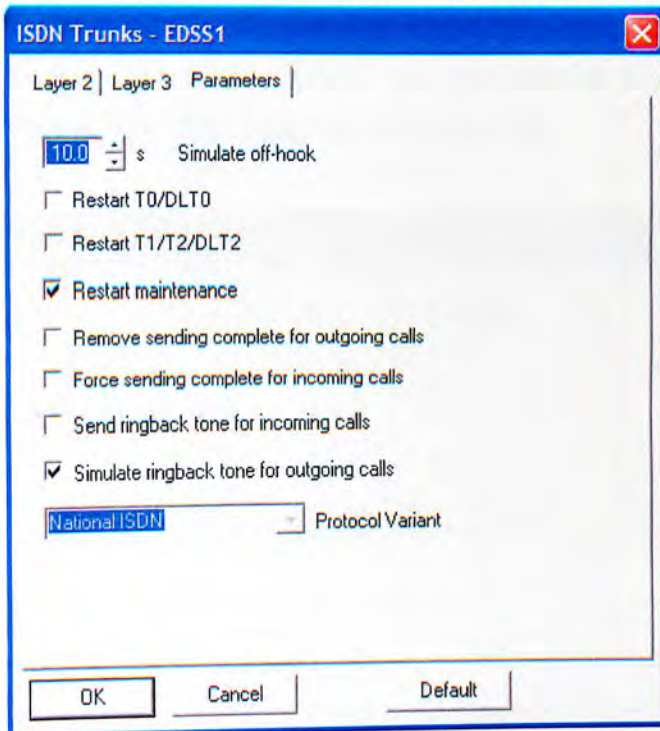 ISDN Trunks - EDSS1
Layer 2 Layer 3 Parameters
10.0 s Simulate off-hook
Restart T0/DLT0
Restart T1/T2/DLT2
Restart maintenance
Remove sending complete for outgoing calls
Force sending complete for incoming calls
Send ringback tone for incoming calls
Simulate ringback tone for outgoing calls
National ISDN Protocol Variant
OK Cancel Default